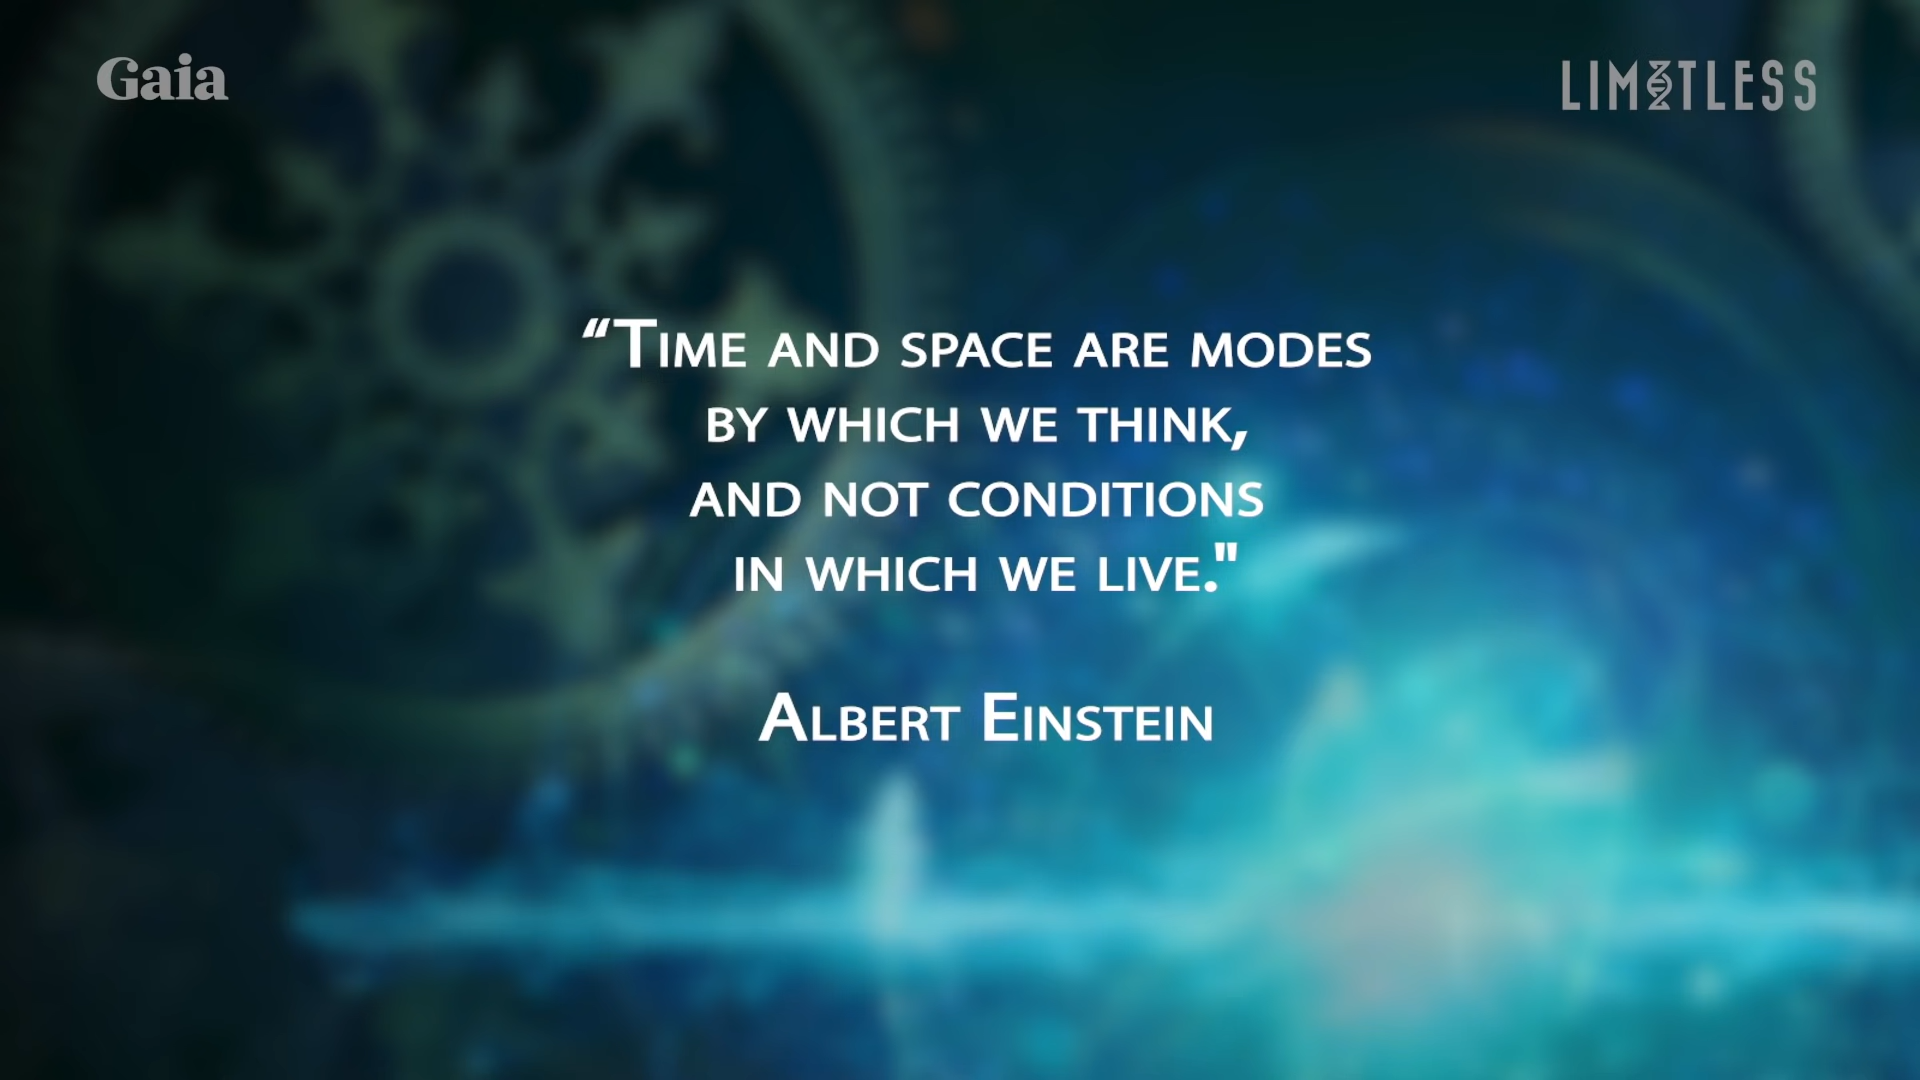 Gaia
LIMITLESS
“Time and space are modes
by which we think,
and not conditions
in which we live."
Albert Einstein